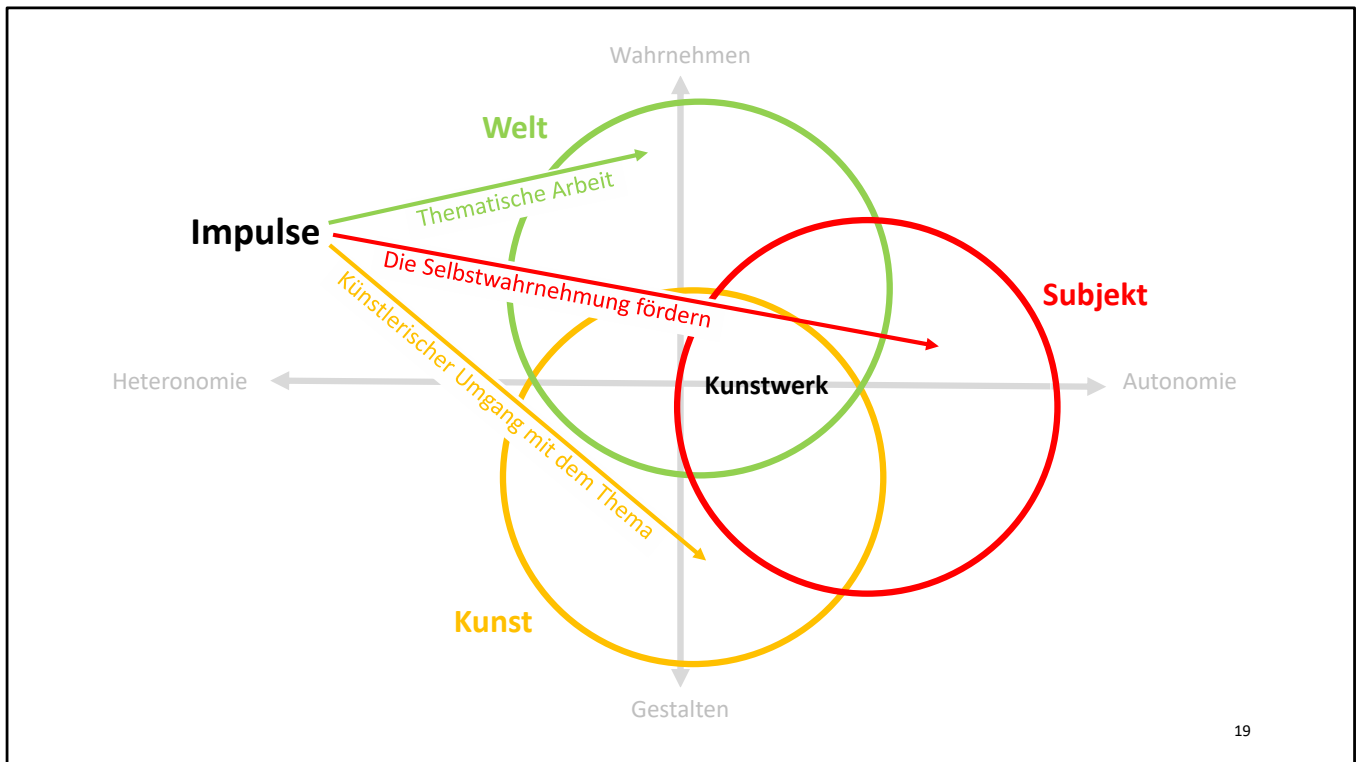 Wahrnehmen
Welt
Thematische Arbeit
Impulse
Die Selbstwahrnehmung fördern
Subjekt
Künstlerischer Umgang mit dem Thema
Heteronomie
Kunstwerk
Autonomie
Kunst
Gestalten
19